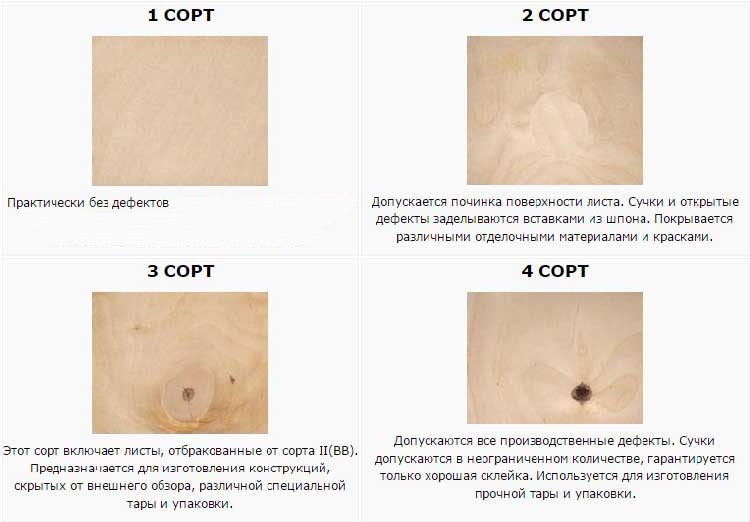 1 СОРТ
Практически без дефектов
2 СОРТ
Допускается починка поверхности листа. Сучки и открытые
дефекты заделываются вставками из шпона. Покрывается
различными отделочному материалами и красками.
3 СОРТ
Этот сорт включает листы, отбракованные от сорта II(BB).
Предназначается для изготовления конструкций,
скрытых от внешнего обзора, различной специальной
тары и упаковки.
4 СОРТ
Допускаются все производственные дефекты. Сучки
допускаются в неограниченном количестве, гарантируется
только хорошая склейка. Используется для изготовления
прочной тары и упаковки.